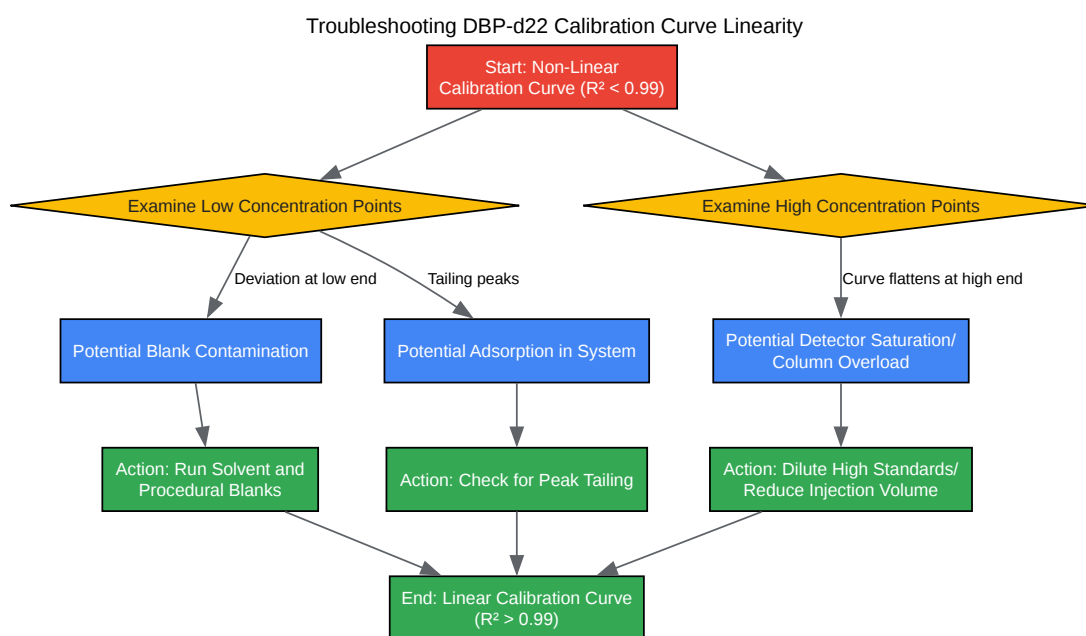 Troubleshooting DBP-d22 Calibration Curve Linearity
Start: Non-Linear
Calibration Curve (R² < 0.99)
Examine Low Concentration Points
Examine High Concentration Points
Deviation at low end
Tailing peaks
Curve flattens at high end
Potential Blank Contamination
Potential Adsorption in System
Potential Detector Saturation/
Column Overload
Action: Run Solvent and
Procedural Blanks
Action: Check for Peak Tailing
Action: Dilute High Standards/
Reduce Injection Volume
End: Linear Calibration Curve
(R² > 0.99)